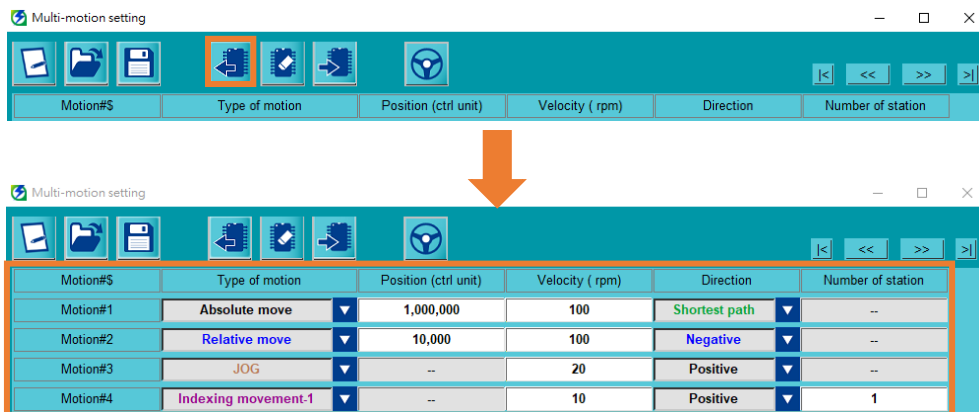 Multi-motion setting
|< << >> >|
Motion#$ Type of motion Position (ctrl unit) Velocity ( rpm) Direction Number of station
Multi-motion setting
|< << >> >|
Motion#$ Type of motion Position (ctrl unit) Velocity ( rpm) Direction Number of station
Motion#1 Absolute move 1,000,000 100 Shortest path --
Motion#2 Relative move 10,000 100 Negative --
Motion#3 JOG -- 20 Positive --
Motion#4 Indexing movement-1 -- 10 Positive 1